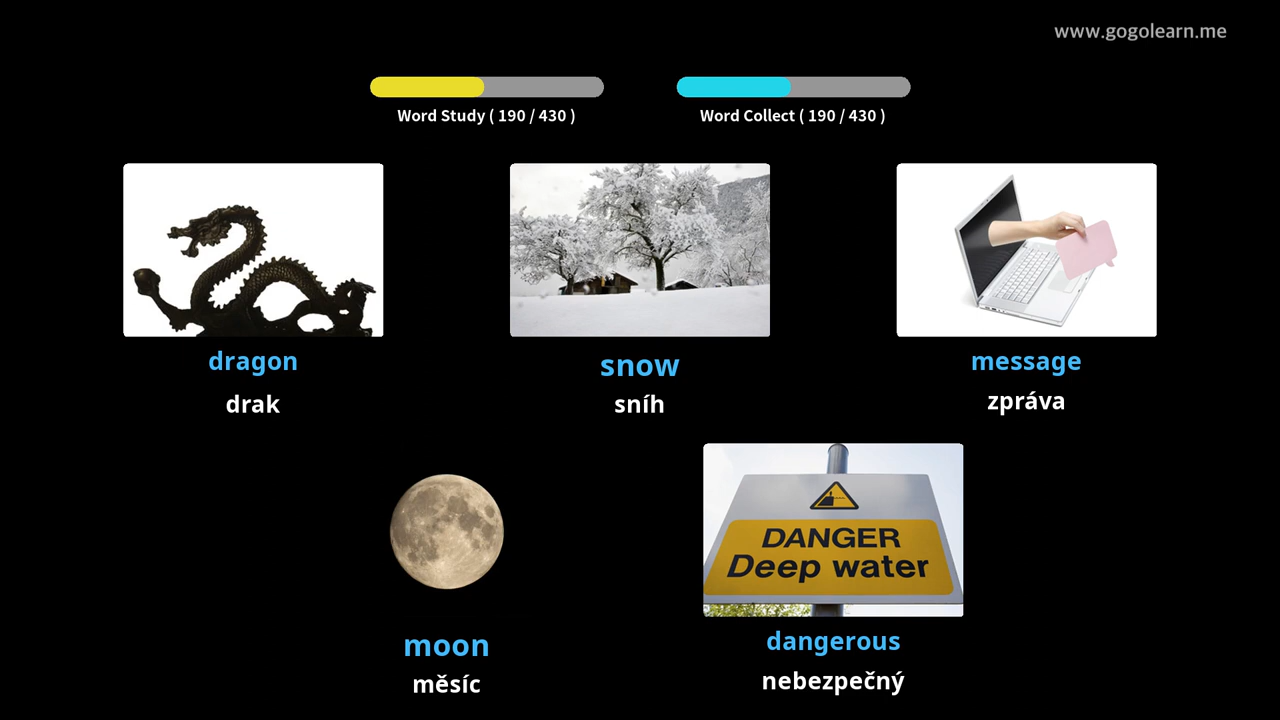 www.gogolearn.me
Word Study ( 190 / 430 )
Word Collect ( 190 / 430 )
dragon
snow
message
drak
sníh
zpráva
DANGER
Deep water
moon
dangerous
měsíc
nebezpečný